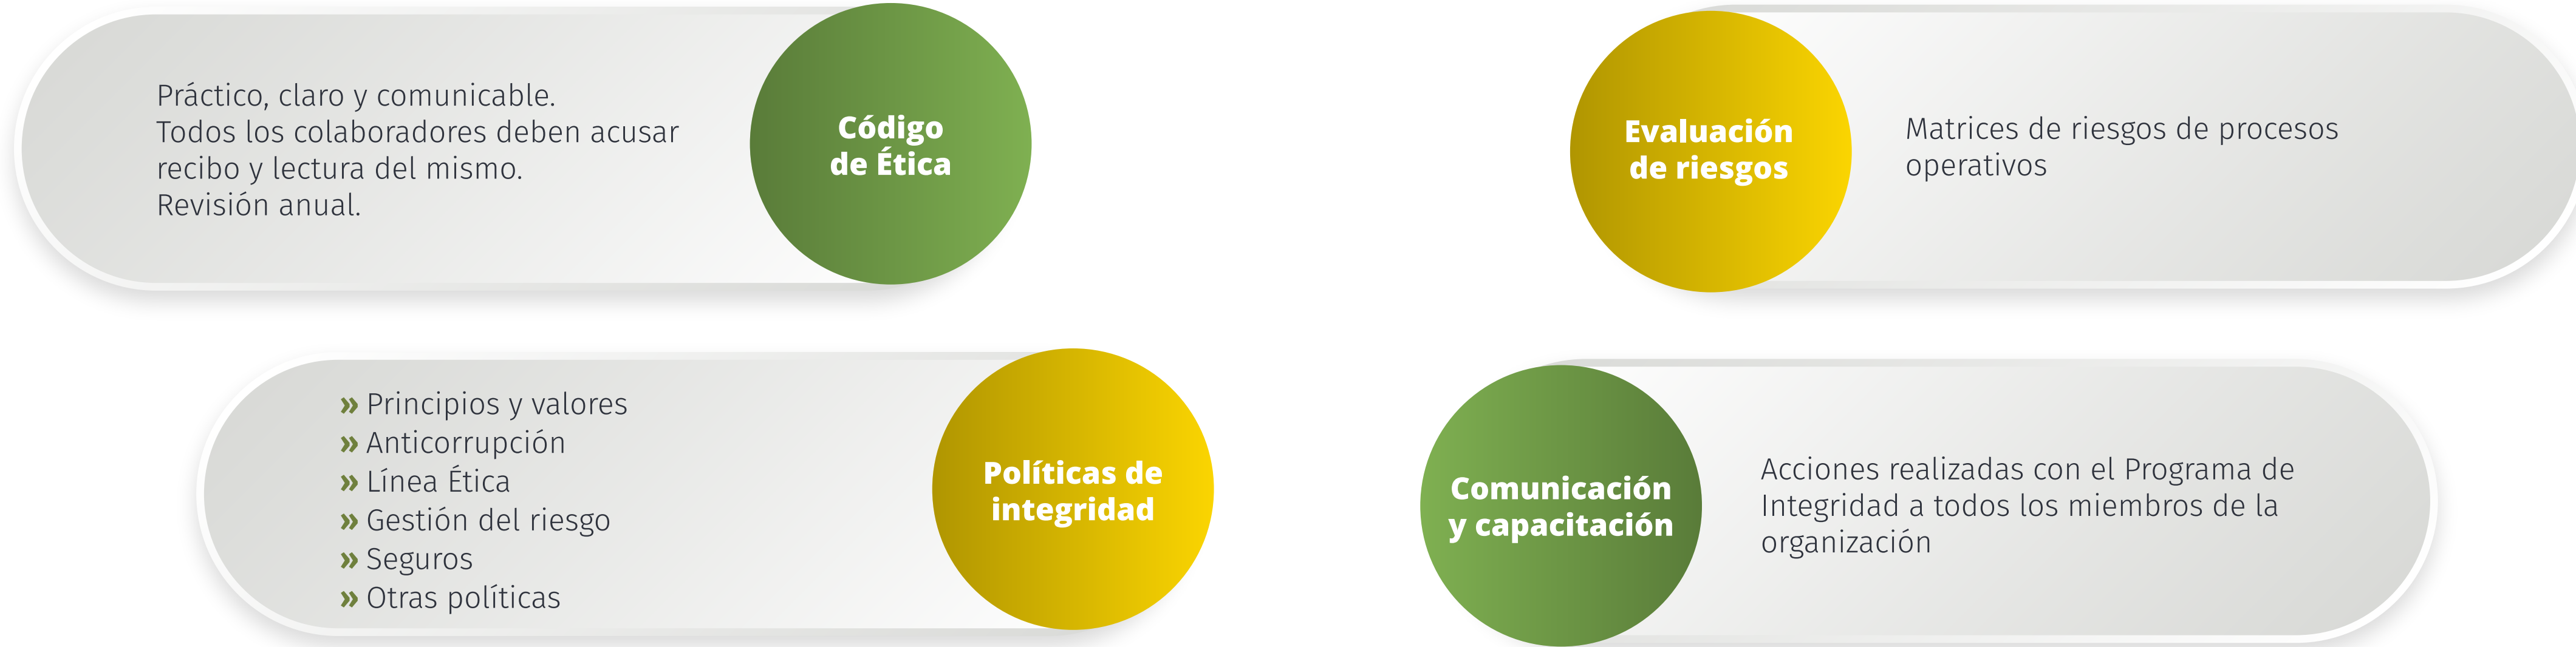 Práctico, claro y comunicable.
Todos los colaboradores deben acusar
recibo y lectura del mismo.
Revisión anual.
Código
de Ética
Evaluación
de riesgos
Matrices de riesgos de procesos
operativos
» Principios y valores
» Anticorrupción
» Línea Ética
» Gestión del riesgo
» Seguros
» Otras políticas
Políticas de
integridad
Comunicación
y capacitación
Acciones realizadas con el Programa de
Integridad a todos los miembros de la
organización